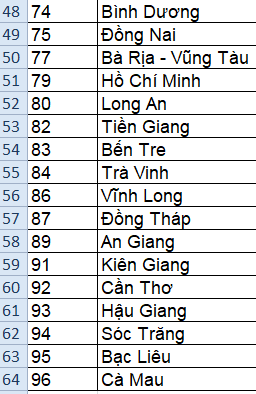 48 74 Bình Dương
49 75 Đồng Nai
50 77 Bà Rịa - Vũng Tàu
51 79 Hồ Chí Minh
52 80 Long An
53 82 Tiền Giang
54 83 Bến Tre
55 84 Trà Vinh
56 86 Vĩnh Long
57 87 Đồng Tháp
58 89 An Giang
59 91 Kiên Giang
60 92 Cần Thơ
61 93 Hậu Giang
62 94 Sóc Trăng
63 95 Bạc Liêu
64 96 Cà Mau